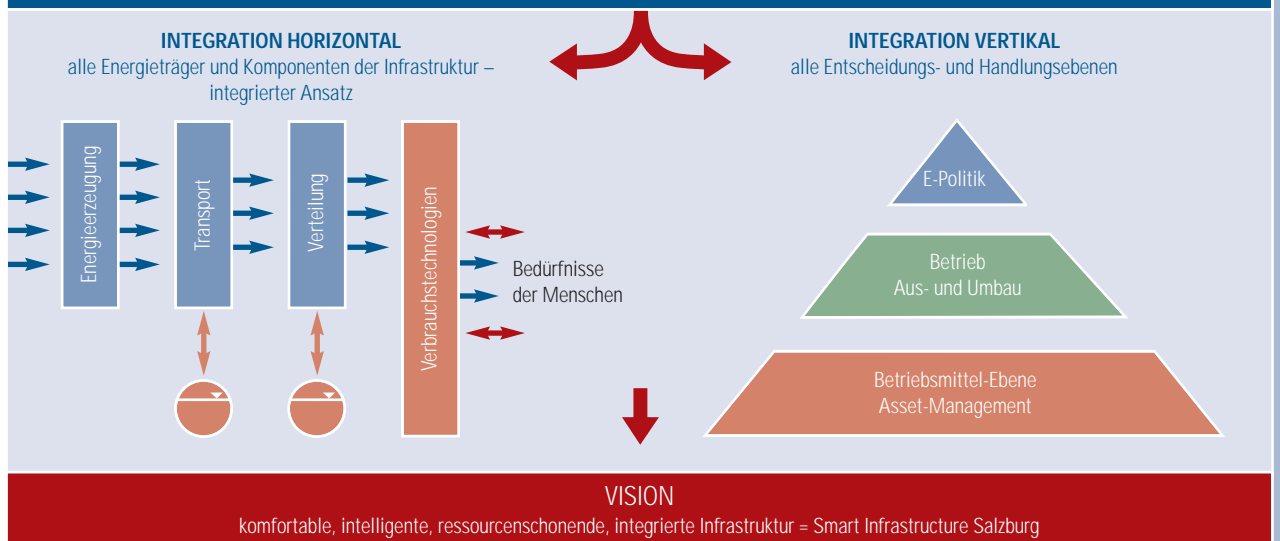 INTEGRATION HORIZONTAL
alle Energieträger und Komponenten der Infrastruktur –
integrierter Ansatz
Energieerzeugung
Transport
Verteilung
Verbrauchstechnologien
Bedürfnisse
der Menschen
INTEGRATION VERTIKAL
alle Entscheidungs- und Handlungsebenen
E-Politik
Betrieb
Aus- und Umbau
Betriebsmittel-Ebene
Asset-Management
VISION
komfortable, intelligente, ressourcenschonende, integrierte Infrastruktur = Smart Infrastructure Salzburg